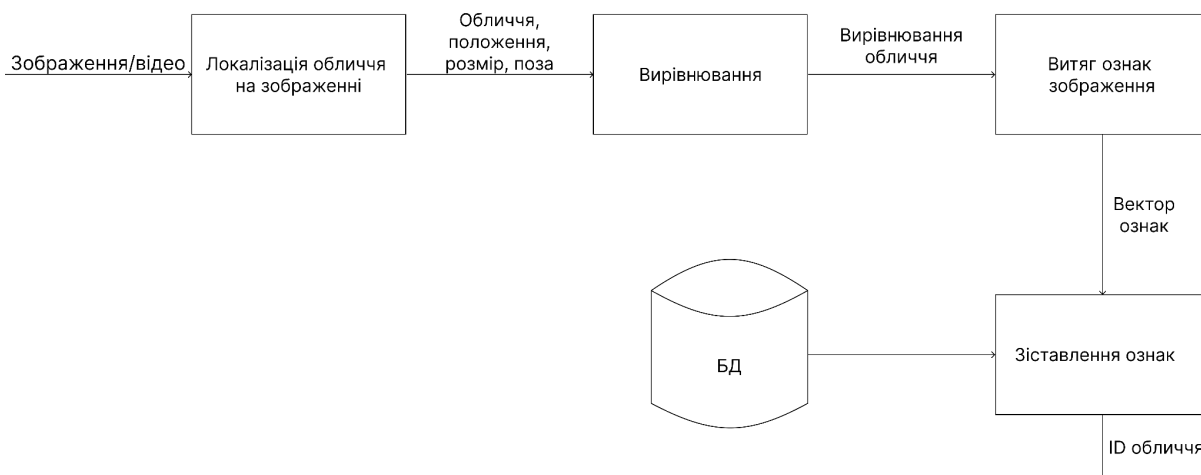 Зображення/відео
Локалізація обличчя
на зображенні
Обличчя,
положення,
розмір, поза
Вирівнювання
Вирівнювання
обличчя
Витяг ознак
зображення
Вектор
ознак
БД
Зіставлення ознак
ID обличчя